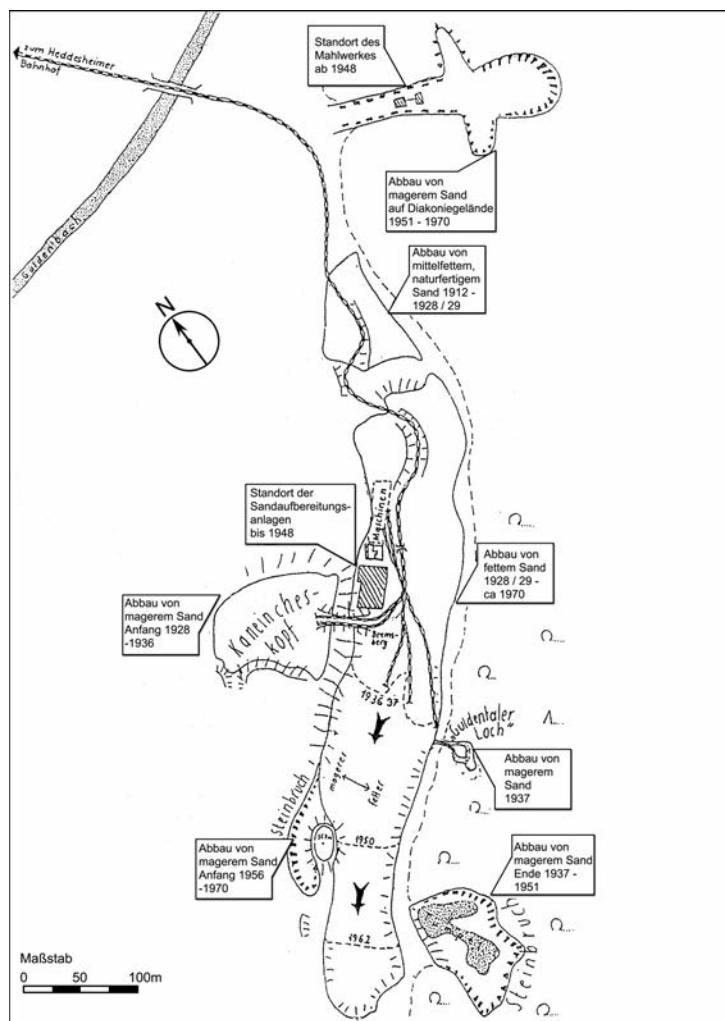 zum Heddesheimer
Bahnhof
Standort des
Mahlwerkes
ab 1948
Guldenbach
Abbau von
magerem Sand
auf Diakoniegelände
1951 - 1970
Abbau von
mittelfettem,
naturfertigem
Sand 1912 -
1928 / 29
N
Standort der
Sandaufbereitungs-
anlagen
bis 1948
Maschinen
Abbau von
fettem Sand
1928 / 29 -
ca 1970
Abbau von
magerem Sand
Anfang 1928
-1936
Kaneinches-
kopf
Brems-
berg
1936 37
"Guldentaler
Loch"
Abbau von
magerem
Sand
1937
magerer
fetter
Steinbruch
1950
Abbau von
magerem Sand
Anfang 1956
-1970
Abbau von
magerem Sand
Ende 1937 -
1951
1962
Steinbruch
Maßstab
0 50 100m